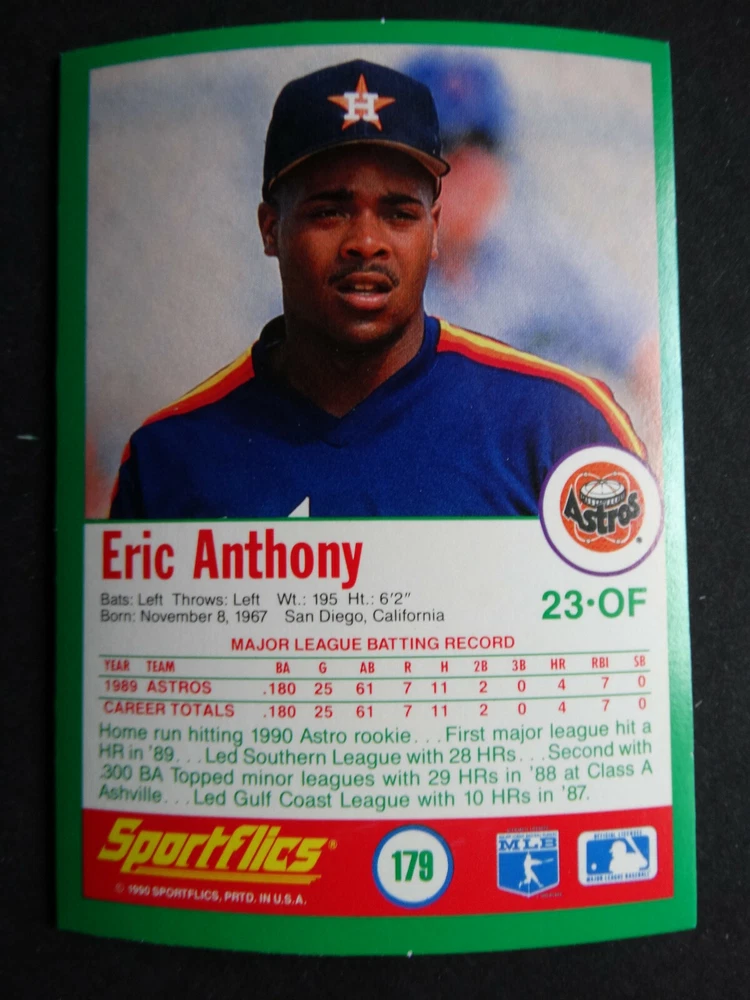 H
Astros
Eric Anthony
Bats: Left Throws: Left Wt.: 195 Ht.: 6'2"
Born: November 8, 1967 San Diego, California
23·OF
MAJOR LEAGUE BATTING RECORD
YEAR TEAM BA G AB R H 2B 3B HR RBI SB
1989 ASTROS .180 25 61 7 11 2 0 4 7 0
CAREER TOTALS .180 25 61 7 11 2 0 4 7 0
Home run hitting 1990 Astro rookie...First major league hit a
HR in '89...Led Southern League with 28 HRs...Second with
.300 BA Topped minor leagues with 29 HRs in '88 at Class A
Ashville...Led Gulf Coast League with 10 HRs in '87.
Sportflics®
© 1990 SPORTFLICS, PRTD. IN U.S.A.
179
MLB
OFFICIAL LICENSEE
MAJOR LEAGUE BASEBALL